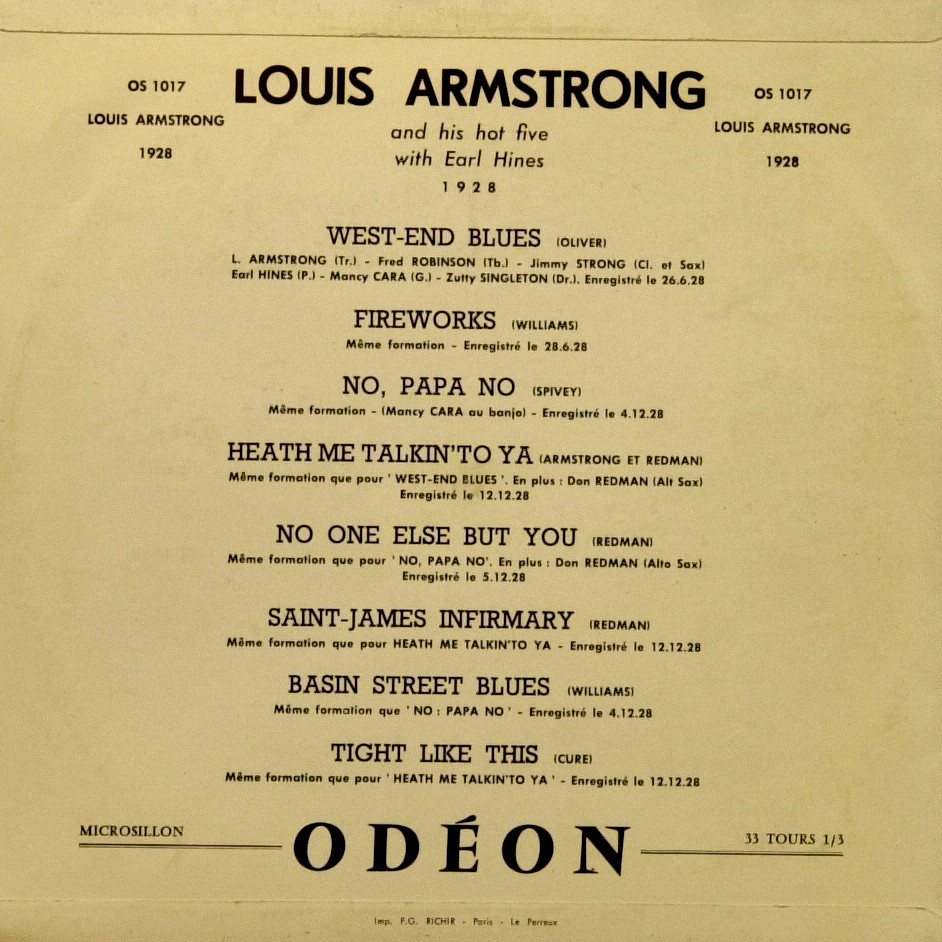 OS 1017
LOUIS ARMSTRONG
1928
LOUIS ARMSTRONG
and his hot five
with Earl Hines
1928
OS 1017
LOUIS ARMSTRONG
1928
WEST-END BLUES (OLIVER)
L. ARMSTRONG (Tr.) - Fred ROBINSON (Tb.) - Jimmy STRONG (Cl. et Sax)
Earl HINES (P.) - Mancy CARA (G.) - Zutty SINGLETON (Dr.). Enregistré le 26.6.28
FIREWORKS (WILLIAMS)
Même formation - Enregistré le 28.6.28
NO, PAPA NO (SPIVEY)
Même formation - (Mancy CARA au banjo) - Enregistré le 4.12.28
HEATH ME TALKIN'TO YA (ARMSTRONG ET REDMAN)
Même formation que pour ' WEST-END BLUES '. En plus : Don REDMAN (Alt Sax)
Enregistré le 12.12.28
NO ONE ELSE BUT YOU (REDMAN)
Même formation que pour ' NO, PAPA NO'. En plus : Don REDMAN (Alto Sax)
Enregistré le 5.12.28
SAINT-JAMES INFIRMARY (REDMAN)
Même formation que pour HEATH ME TALKIN'TO YA - Enregistré le 12.12.28
BASIN STREET BLUES (WILLIAMS)
Même formation que ' NO : PAPA NO ' - Enregistré le 4.12.28
TIGHT LIKE THIS (CURE)
Même formation que pour ' HEATH ME TALKIN'TO YA ' - Enregistré le 12.12.28
MICROSILLON
ODÉON
33 TOURS 1/3
Imp. P.G. RICHIR - Paris - Le Perreux